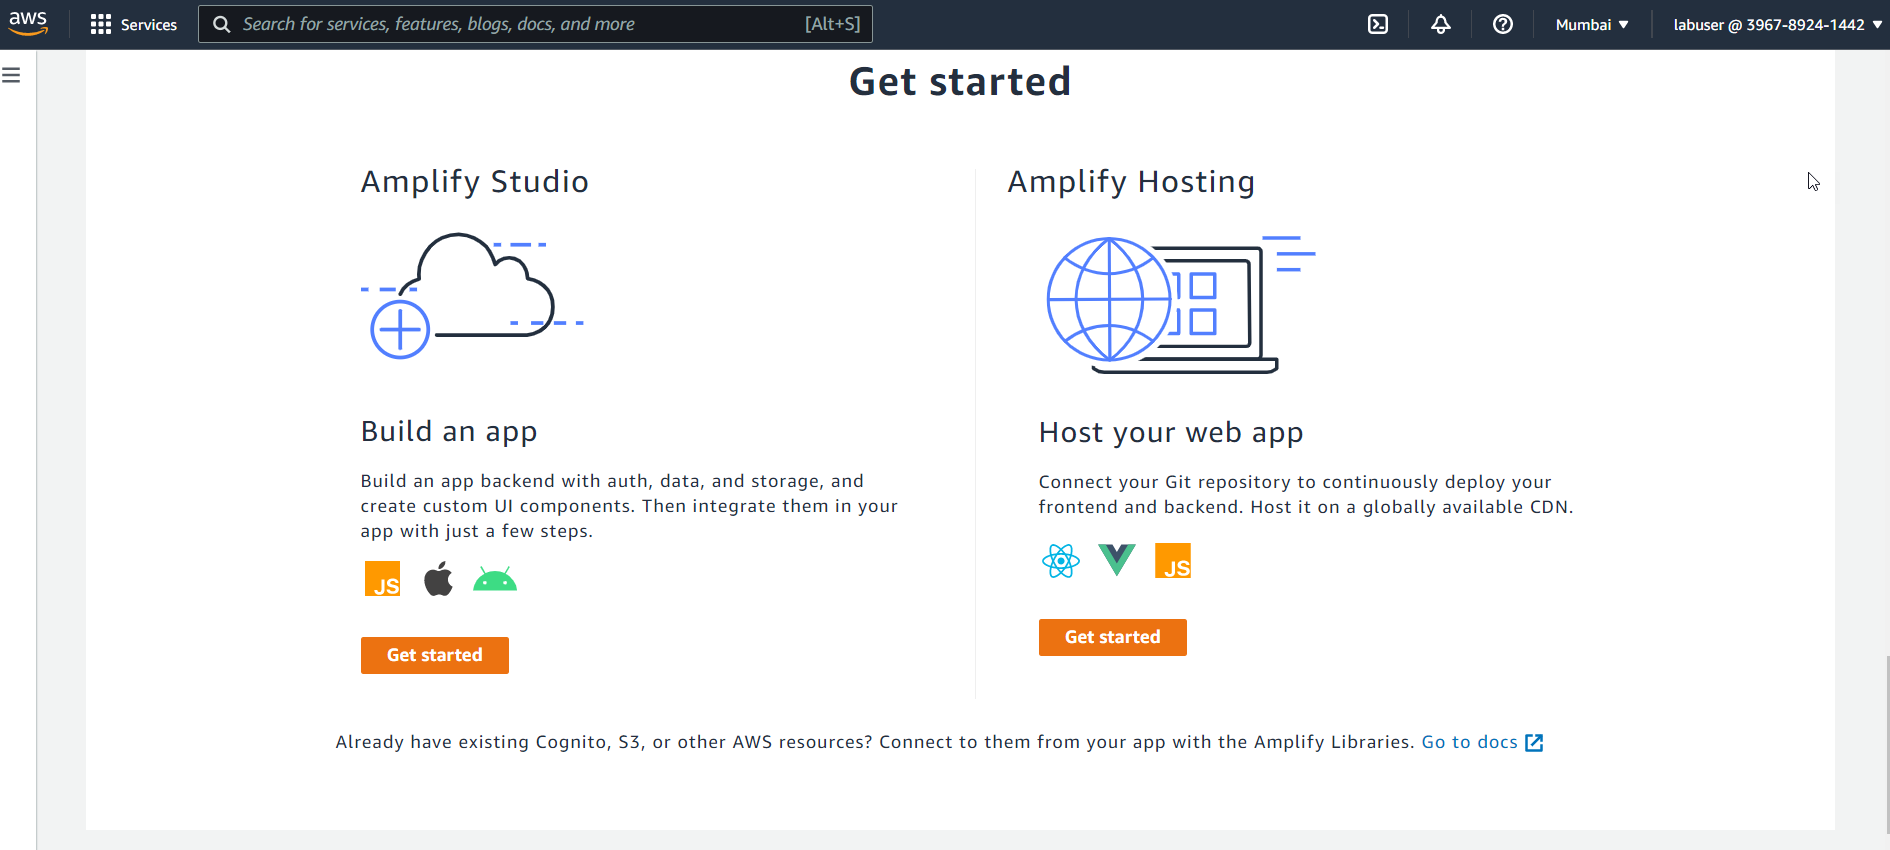 aws Services Search for services, features, blogs, docs, and more [Alt+S] Mumbai labuser @ 3967-8924-1442
Get started
Amplify Studio
Build an app
Build an app backend with auth, data, and storage, and
create custom UI components. Then integrate them in your
app with just a few steps.
JS
Get started
Amplify Hosting
Host your web app
Connect your Git repository to continuously deploy your
frontend and backend. Host it on a globally available CDN.
JS
Get started
Already have existing Cognito, S3, or other AWS resources? Connect to them from your app with the Amplify Libraries. Go to docs